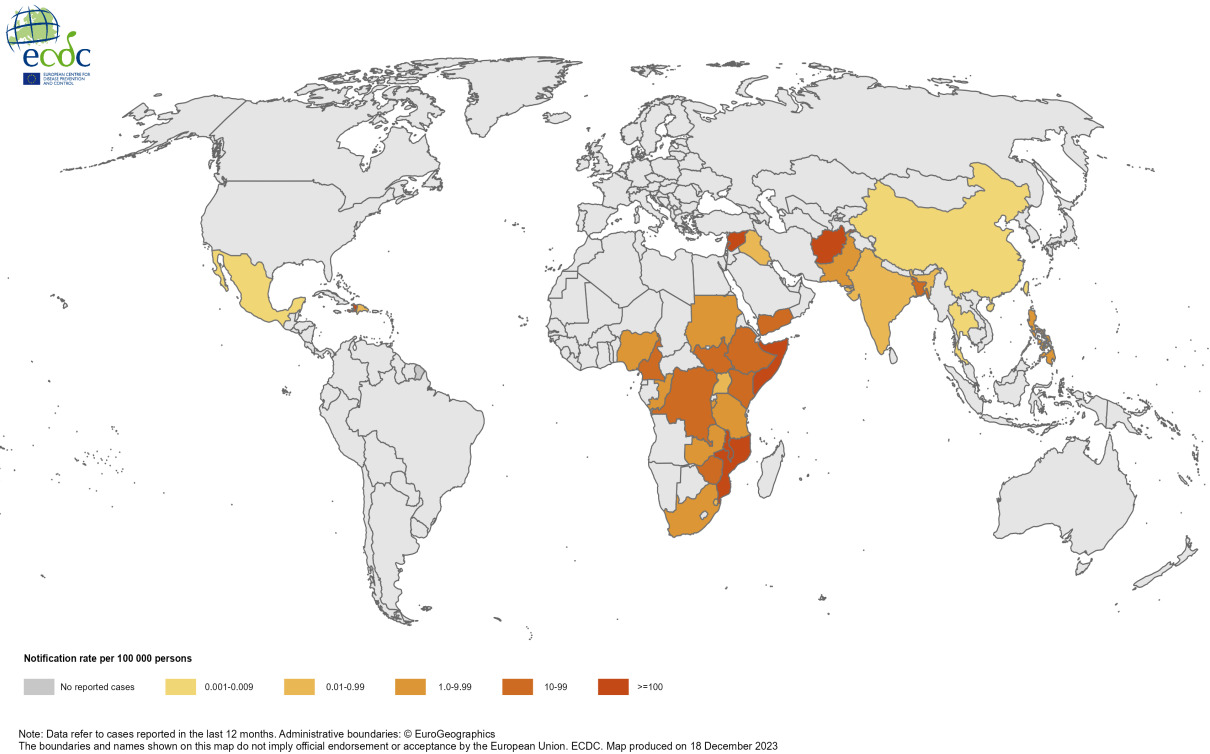 ecdc
EUROPEAN CENTRE FOR
DISEASE PREVENTION
AND CONTROL
Notification rate per 100 000 persons
No reported cases
0.001-0.009
0.01-0.99
1.0-9.99
10-99
>=100
Note: Data refer to cases reported in the last 12 months. Administrative boundaries: © EuroGeographics
The boundaries and names shown on this map do not imply official endorsement or acceptance by the European Union. ECDC. Map produced on 18 December 2023